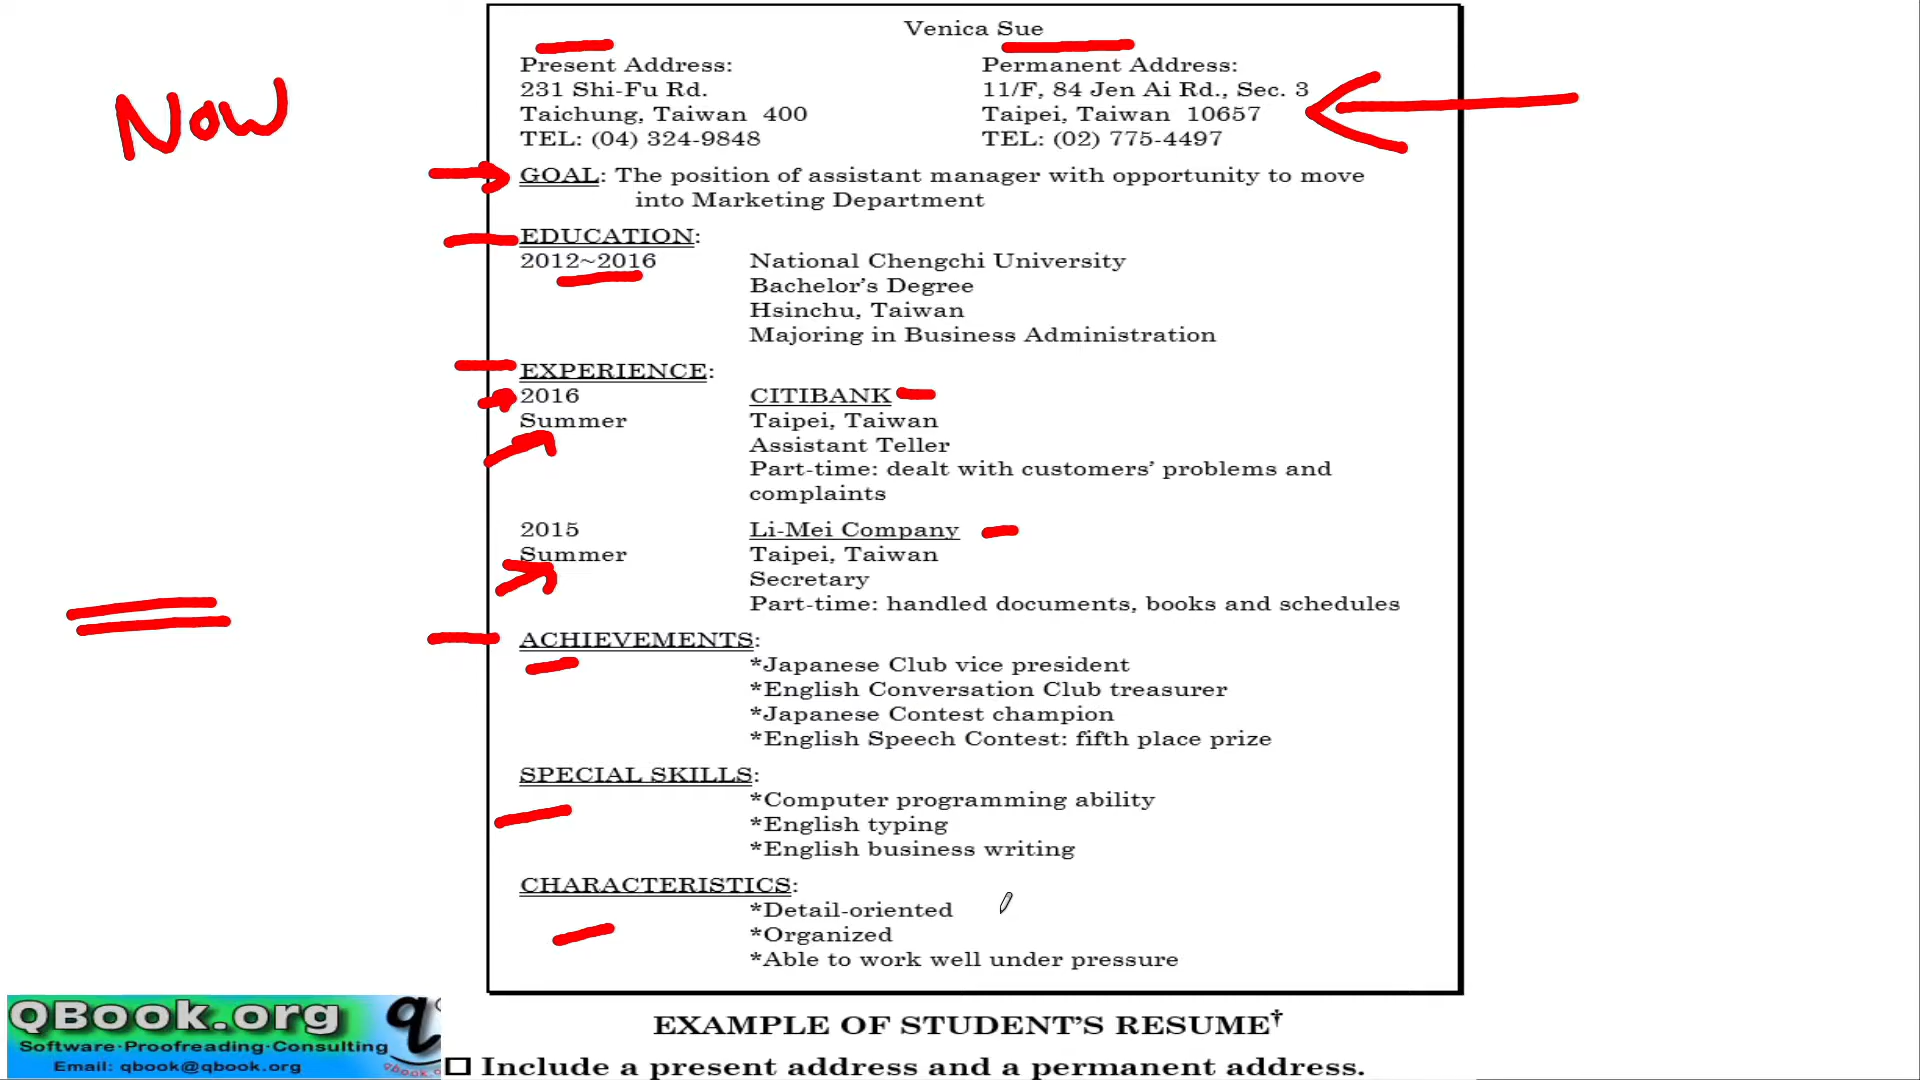 Now
Venica Sue
Present Address:
231 Shi-Fu Rd.
Taichung, Taiwan 400
TEL: (04) 324-9848
Permanent Address:
11/F, 84 Jen Ai Rd., Sec. 3
Taipei, Taiwan 10657
TEL: (02) 775-4497
GOAL: The position of assistant manager with opportunity to move
into Marketing Department
EDUCATION:
2012~2016 National Chengchi University
Bachelor's Degree
Hsinchu, Taiwan
Majoring in Business Administration
EXPERIENCE:
2016 CITIBANK
Summer Taipei, Taiwan
Assistant Teller
Part-time: dealt with customers' problems and
complaints
2015 Li-Mei Company
Summer Taipei, Taiwan
Secretary
Part-time: handled documents, books and schedules
ACHIEVEMENTS:
*Japanese Club vice president
*English Conversation Club treasurer
*Japanese Contest champion
*English Speech Contest: fifth place prize
SPECIAL SKILLS:
*Computer programming ability
*English typing
*English business writing
CHARACTERISTICS:
*Detail-oriented
*Organized
*Able to work well under pressure
EXAMPLE OF STUDENT'S RESUME†
☐ Include a present address and a permanent address.
QBook.org
Software·Proofreading·Consulting
Email: qbook@qbook.org